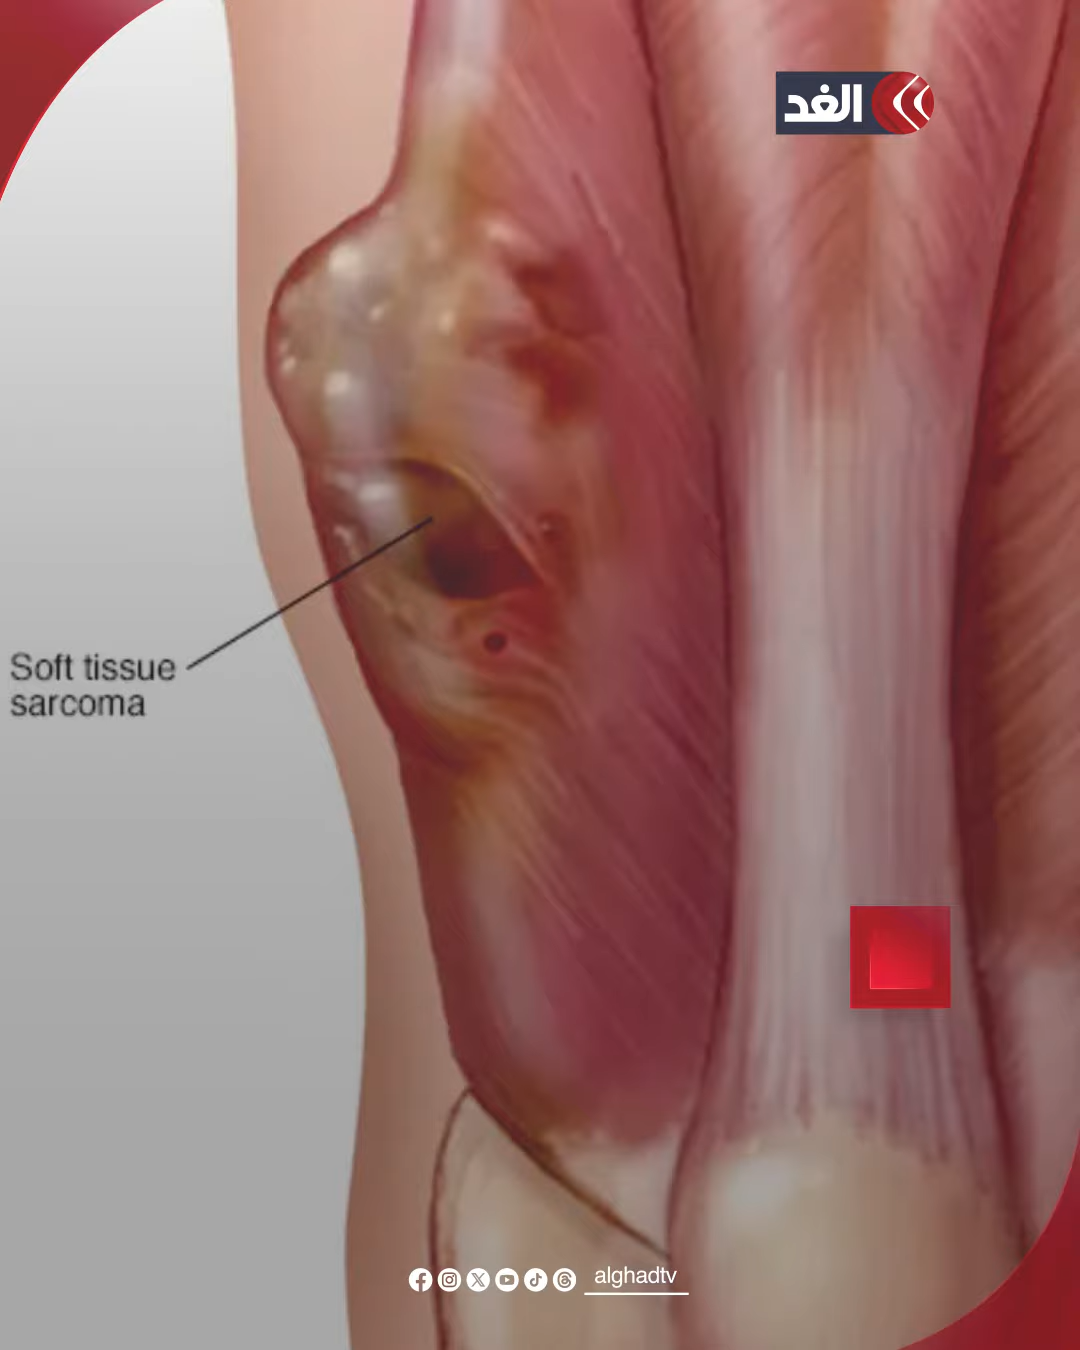 الغد
Soft tissue
sarcoma
alghadtv